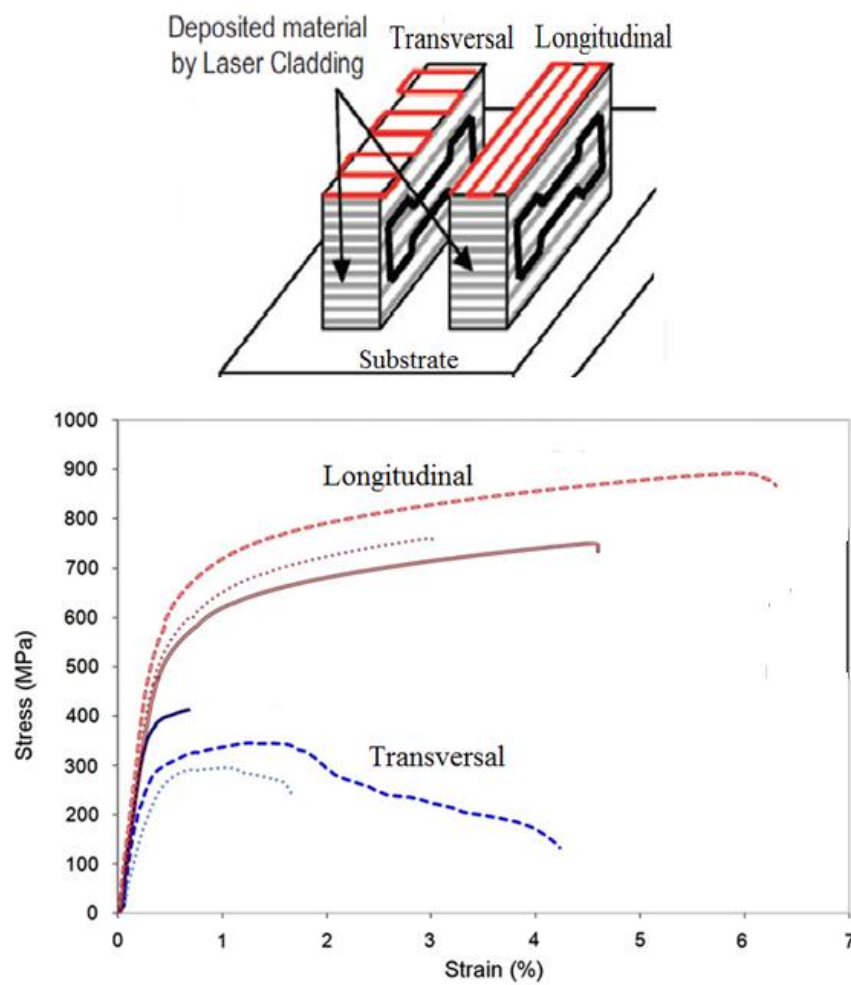 Deposited material
by Laser Cladding
Transversal
Longitudinal
Substrate
1000
900
800
700
600
500
400
300
200
100
0
Stress (MPa)
Longitudinal
Transversal
0
1
2
3
4
5
6
7
Strain (%)